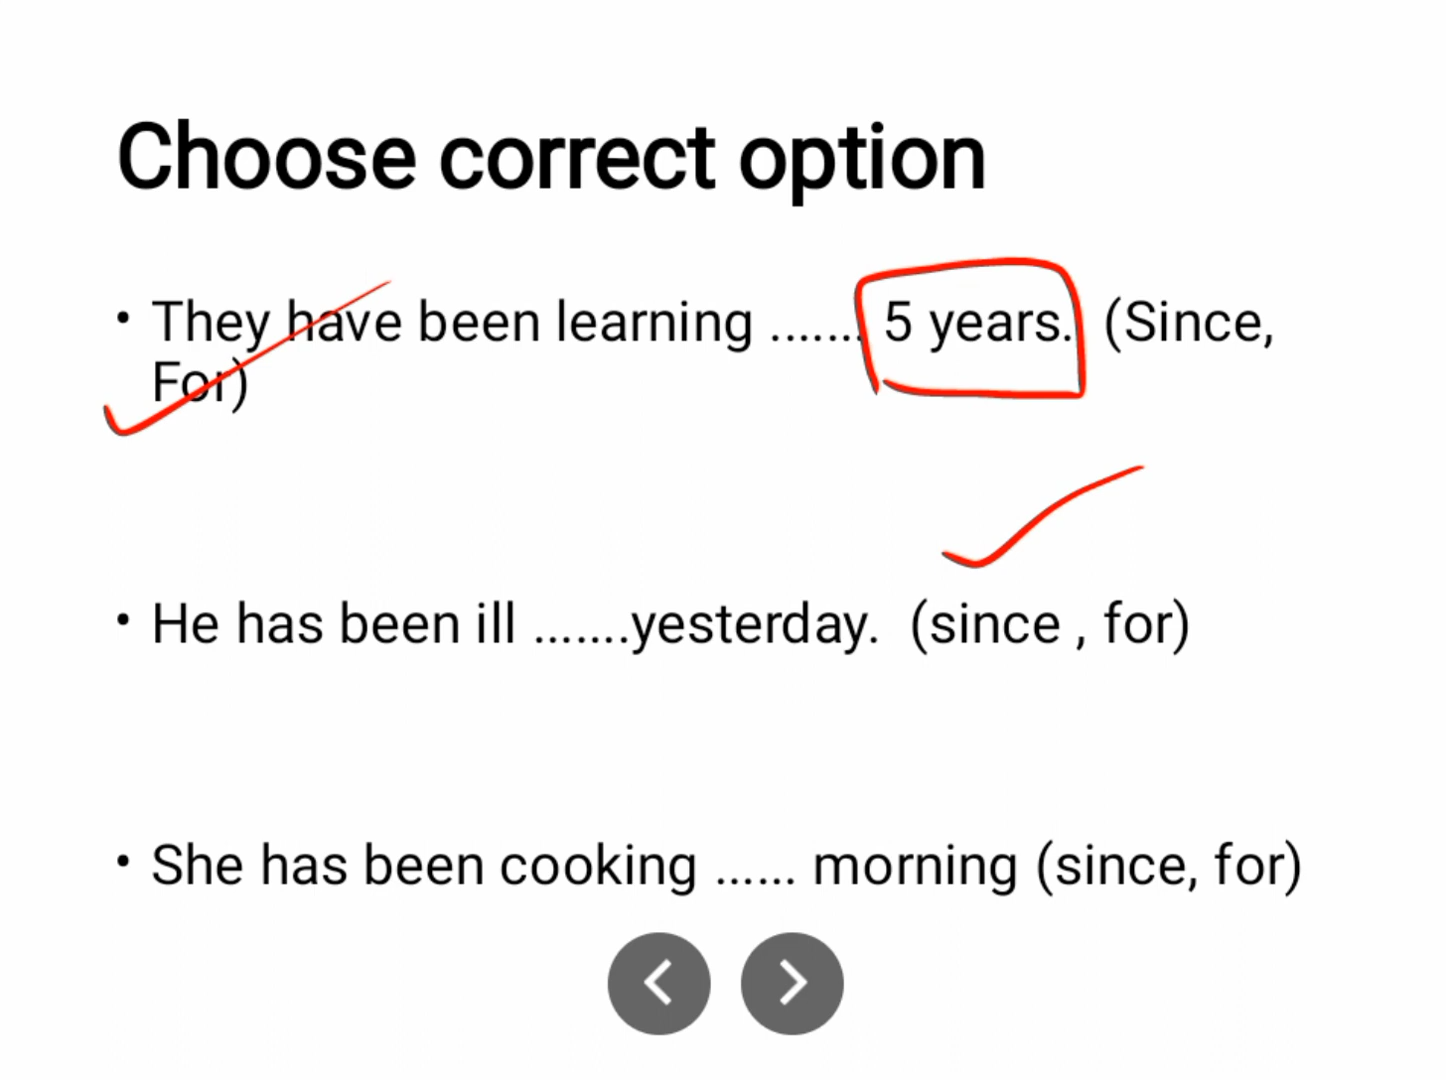 Choose correct option
• They have been learning ....... 5 years. (Since,
For)
• He has been ill .......yesterday. (since , for)
• She has been cooking ...... morning (since, for)